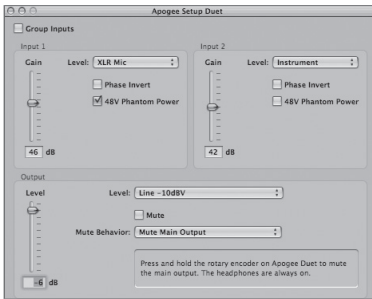 Apogee Setup Duet
Group Inputs
Input 1
Gain Level: XLR Mic
Phase Invert
48V Phantom Power
46 dB
Input 2
Gain Level: Instrument
Phase Invert
48V Phantom Power
42 dB
Output
Level Level: Line -10dBV
Mute
Mute Behavior: Mute Main Output
Press and hold the rotary encoder on Apogee Duet to mute
the main output. The headphones are always on.
-6 dB